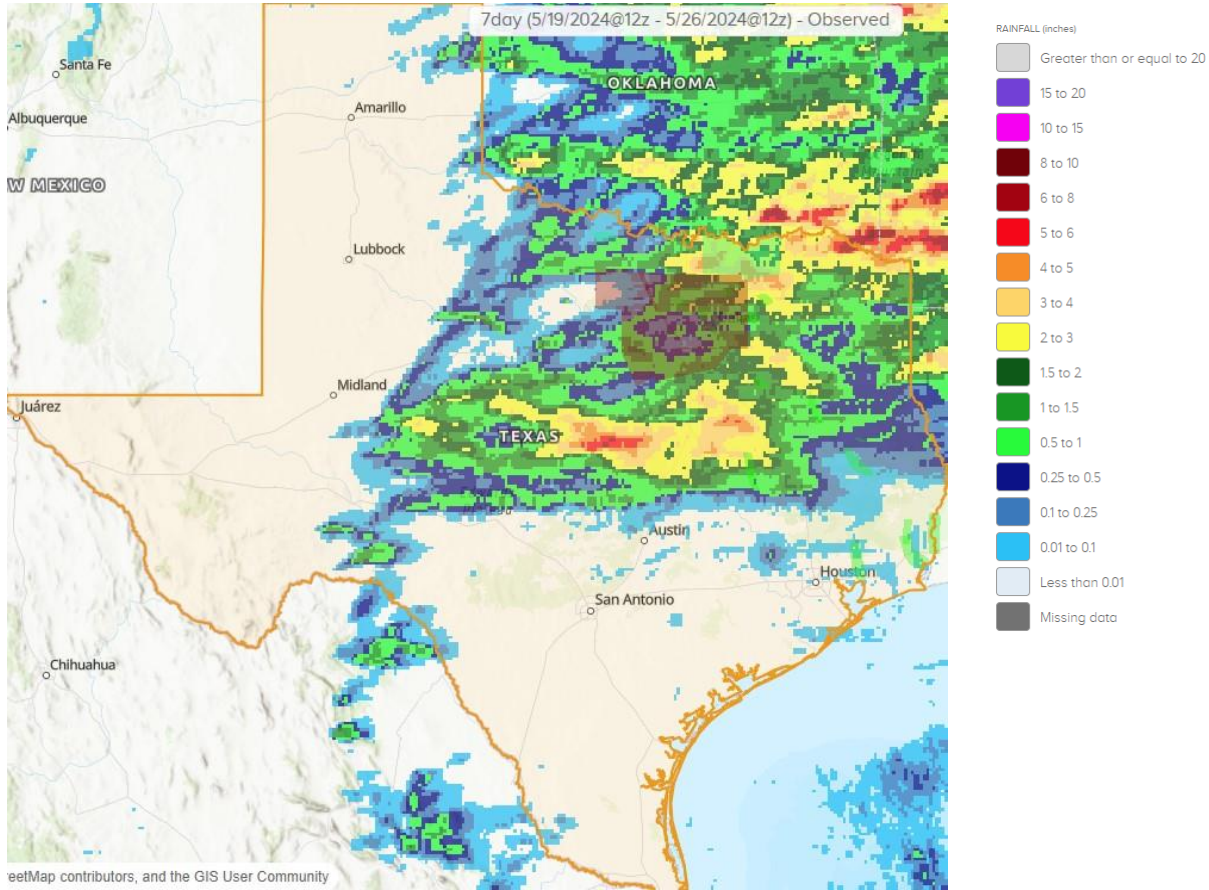 7day (5/19/2024@12z - 5/26/2024@12z) - Observed
Santa Fe
Albuquerque
Amarillo
OKLAHOMA
W MEXICO
Lubbock
Midland
Juárez
TEXAS
Austin
Houston
San Antonio
Chihuahua
reetMap contributors, and the GIS User Community
RAINFALL (inches)
Greater than or equal to 20
15 to 20
10 to 15
8 to 10
6 to 8
5 to 6
4 to 5
3 to 4
2 to 3
1.5 to 2
1 to 1.5
0.5 to 1
0.25 to 0.5
0.1 to 0.25
0.01 to 0.1
Less than 0.01
Missing data